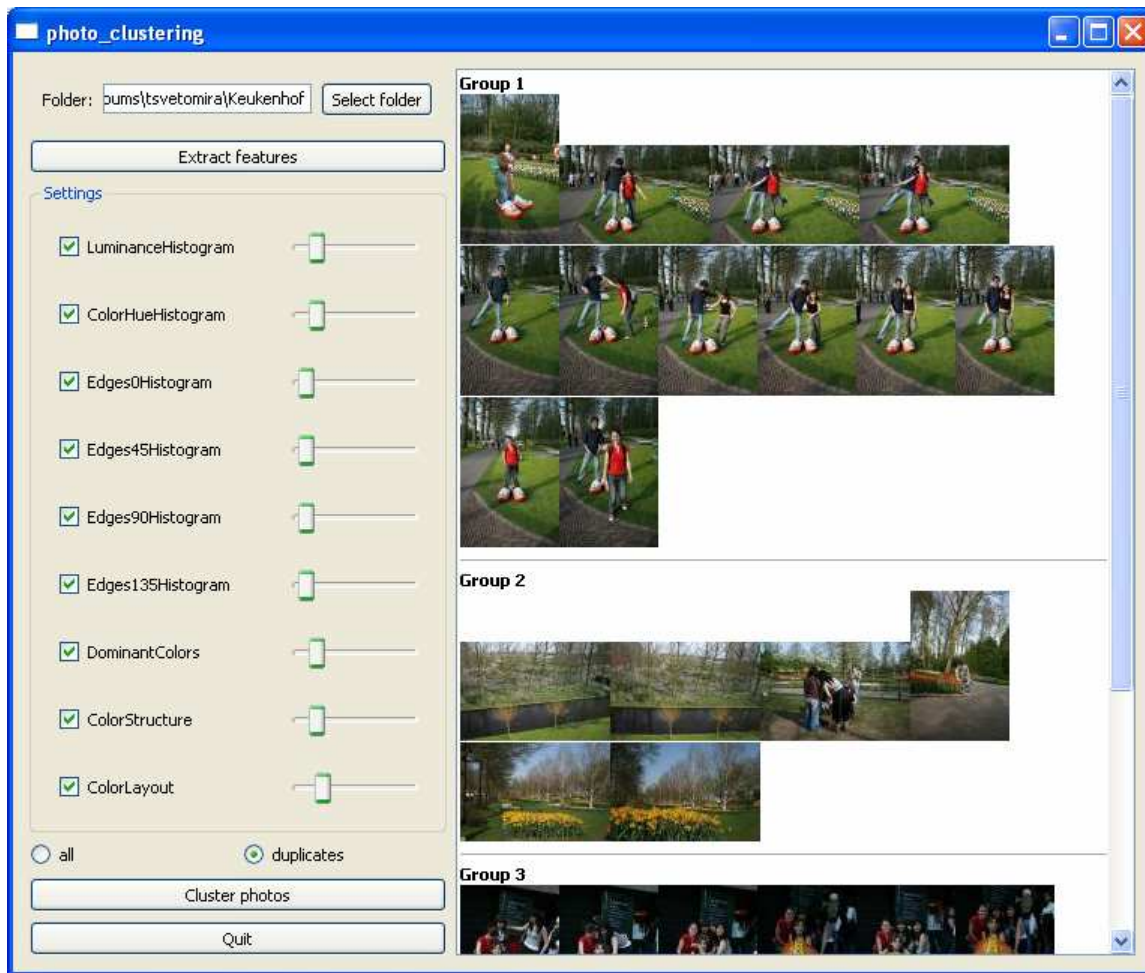 photo_clustering
Folder: oums\tsvetomira\Keukenhof Select folder
Extract features
Settings
LuminanceHistogram
ColorHueHistogram
Edges0Histogram
Edges45Histogram
Edges90Histogram
Edges135Histogram
DominantColors
ColorStructure
ColorLayout
all duplicates
Cluster photos
Quit
Group 1
Group 2
Group 3